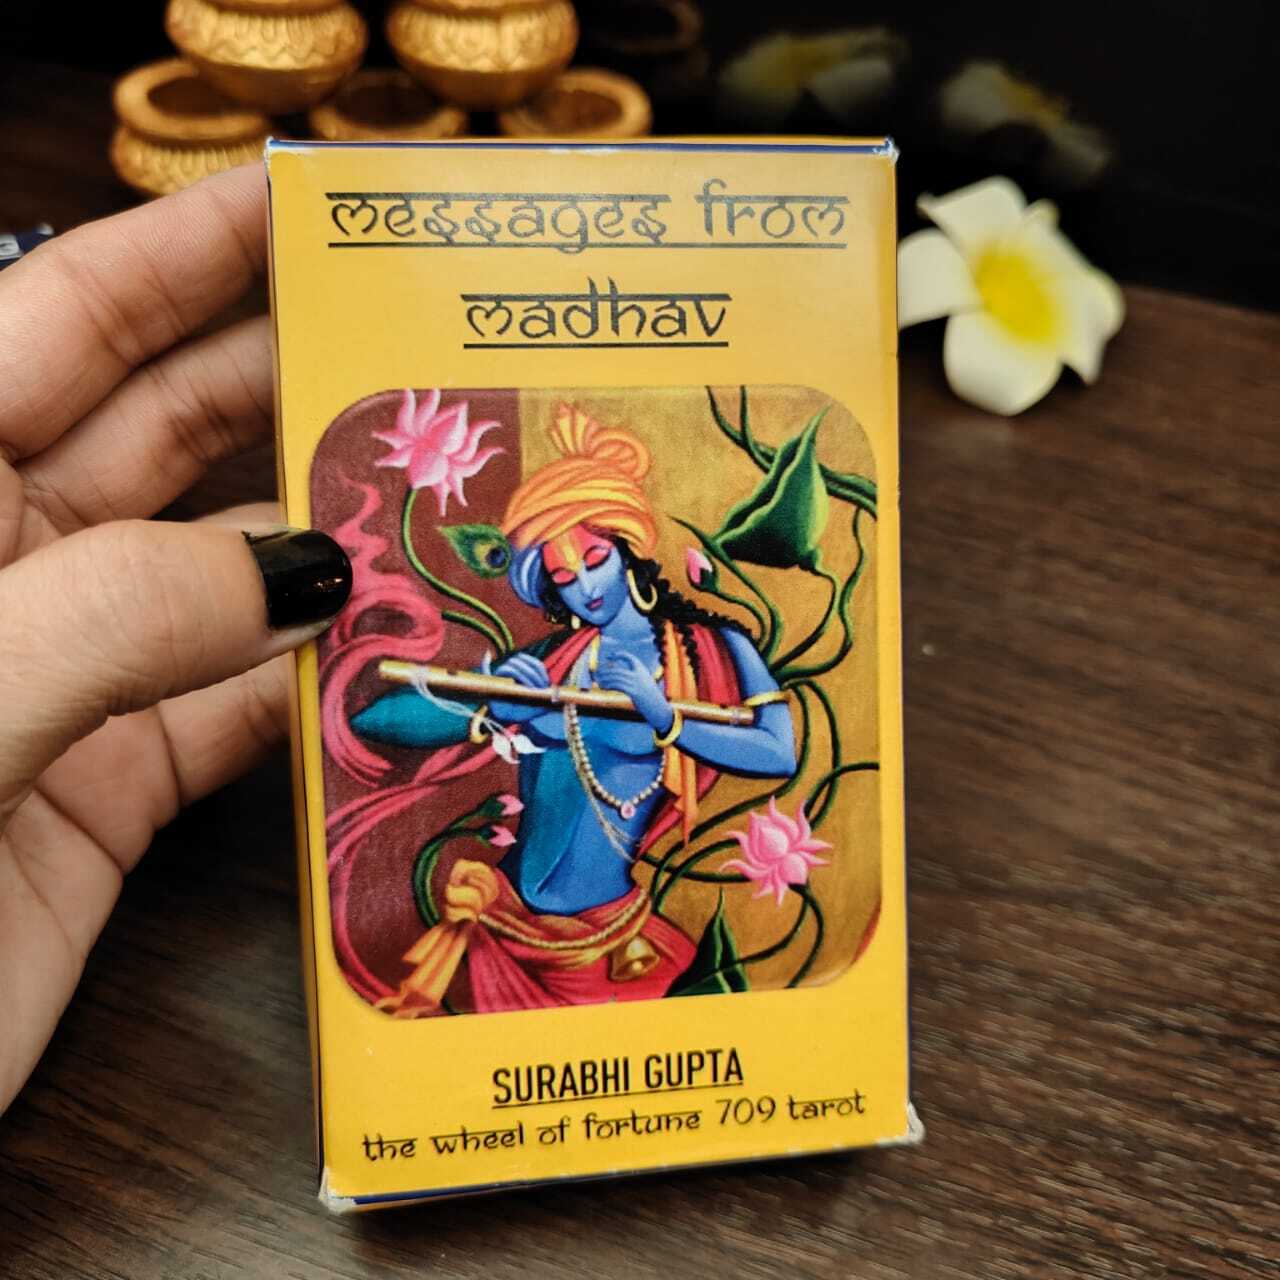 messages from
madhav
SURABHI GUPTA
the wheel of fortune 709 tarot